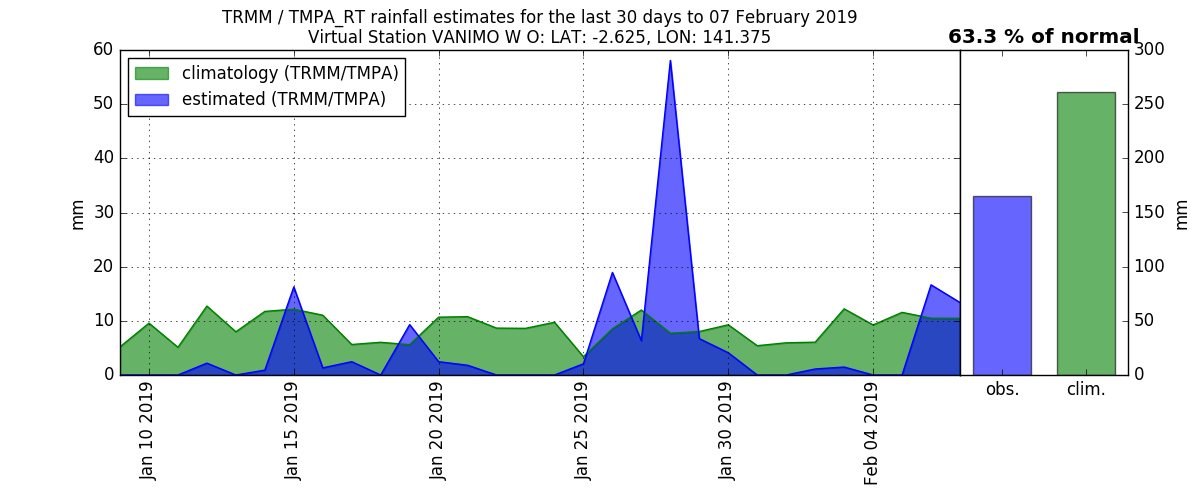 TRMM / TMPA_RT rainfall estimates for the last 30 days to 07 February 2019
Virtual Station VANIMO W O: LAT: -2.625, LON: 141.375
63.3 % of normal
climatology (TRMM/TMPA)
estimated (TRMM/TMPA)
60
50
40
30
20
10
0
mm
Jan 10 2019
Jan 15 2019
Jan 20 2019
Jan 25 2019
Jan 30 2019
Feb 04 2019
300
250
200
150
100
50
0
mm
obs.
clim.